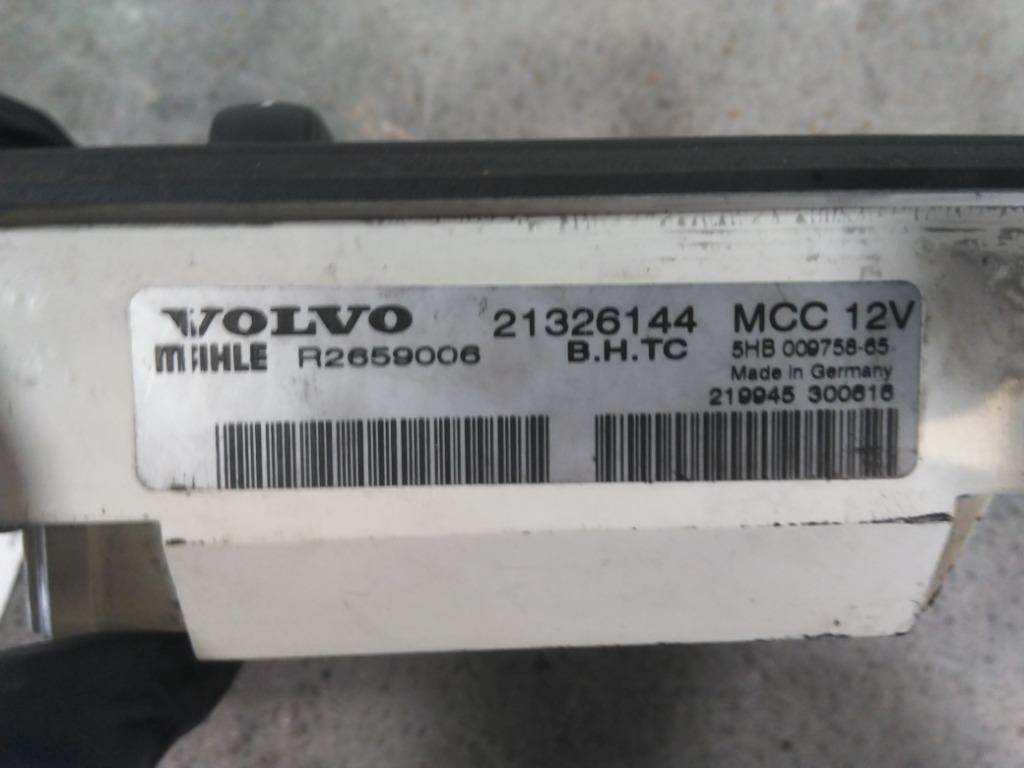 VOLVO 21326144 MCC 12V
MAHLE R2659006 B.H.TC 5HB 009758-65
Made in Germany
219945 300616